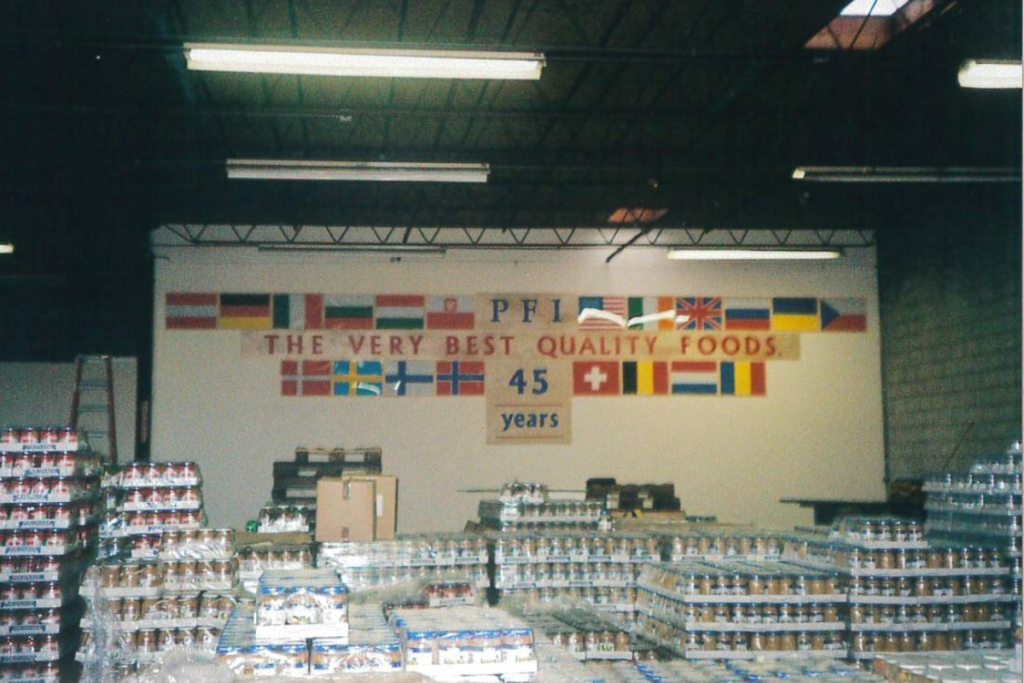 PFI
THE VERY BEST QUALITY FOODS.
45
years